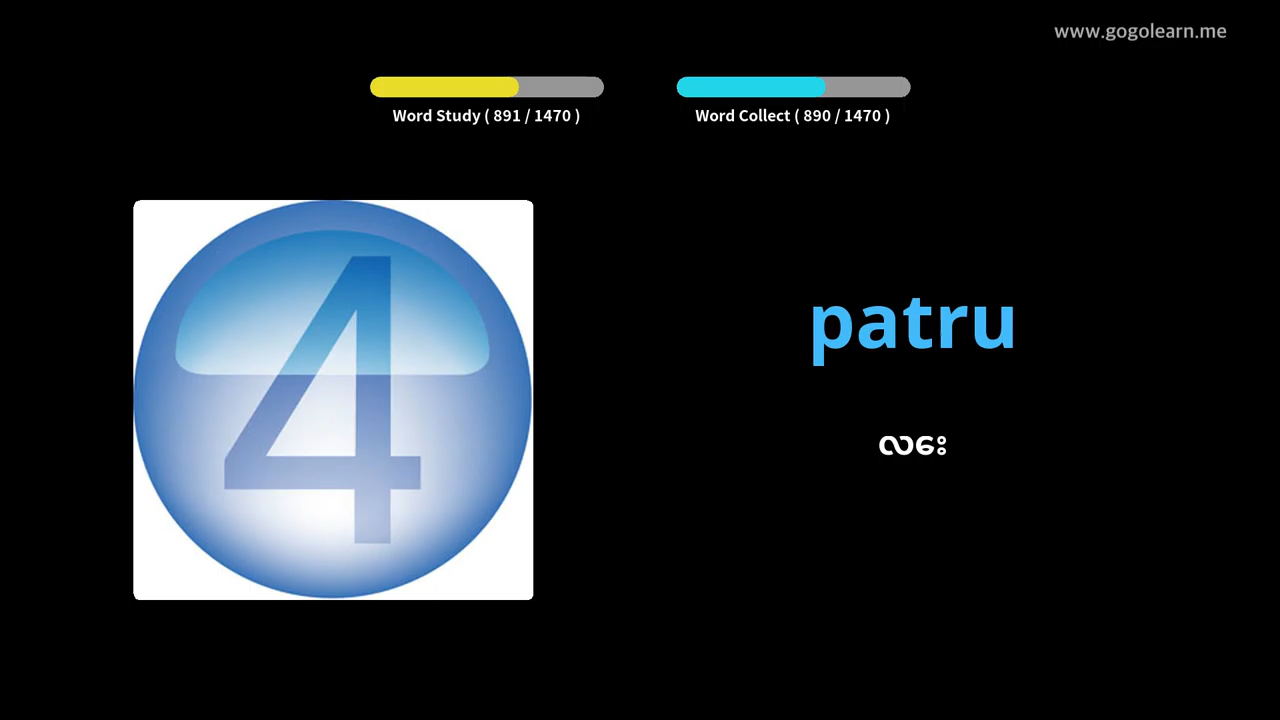 www.gogolearn.me
Word Study ( 891 / 1470 )
Word Collect ( 890 / 1470 )
4
patru
လေး